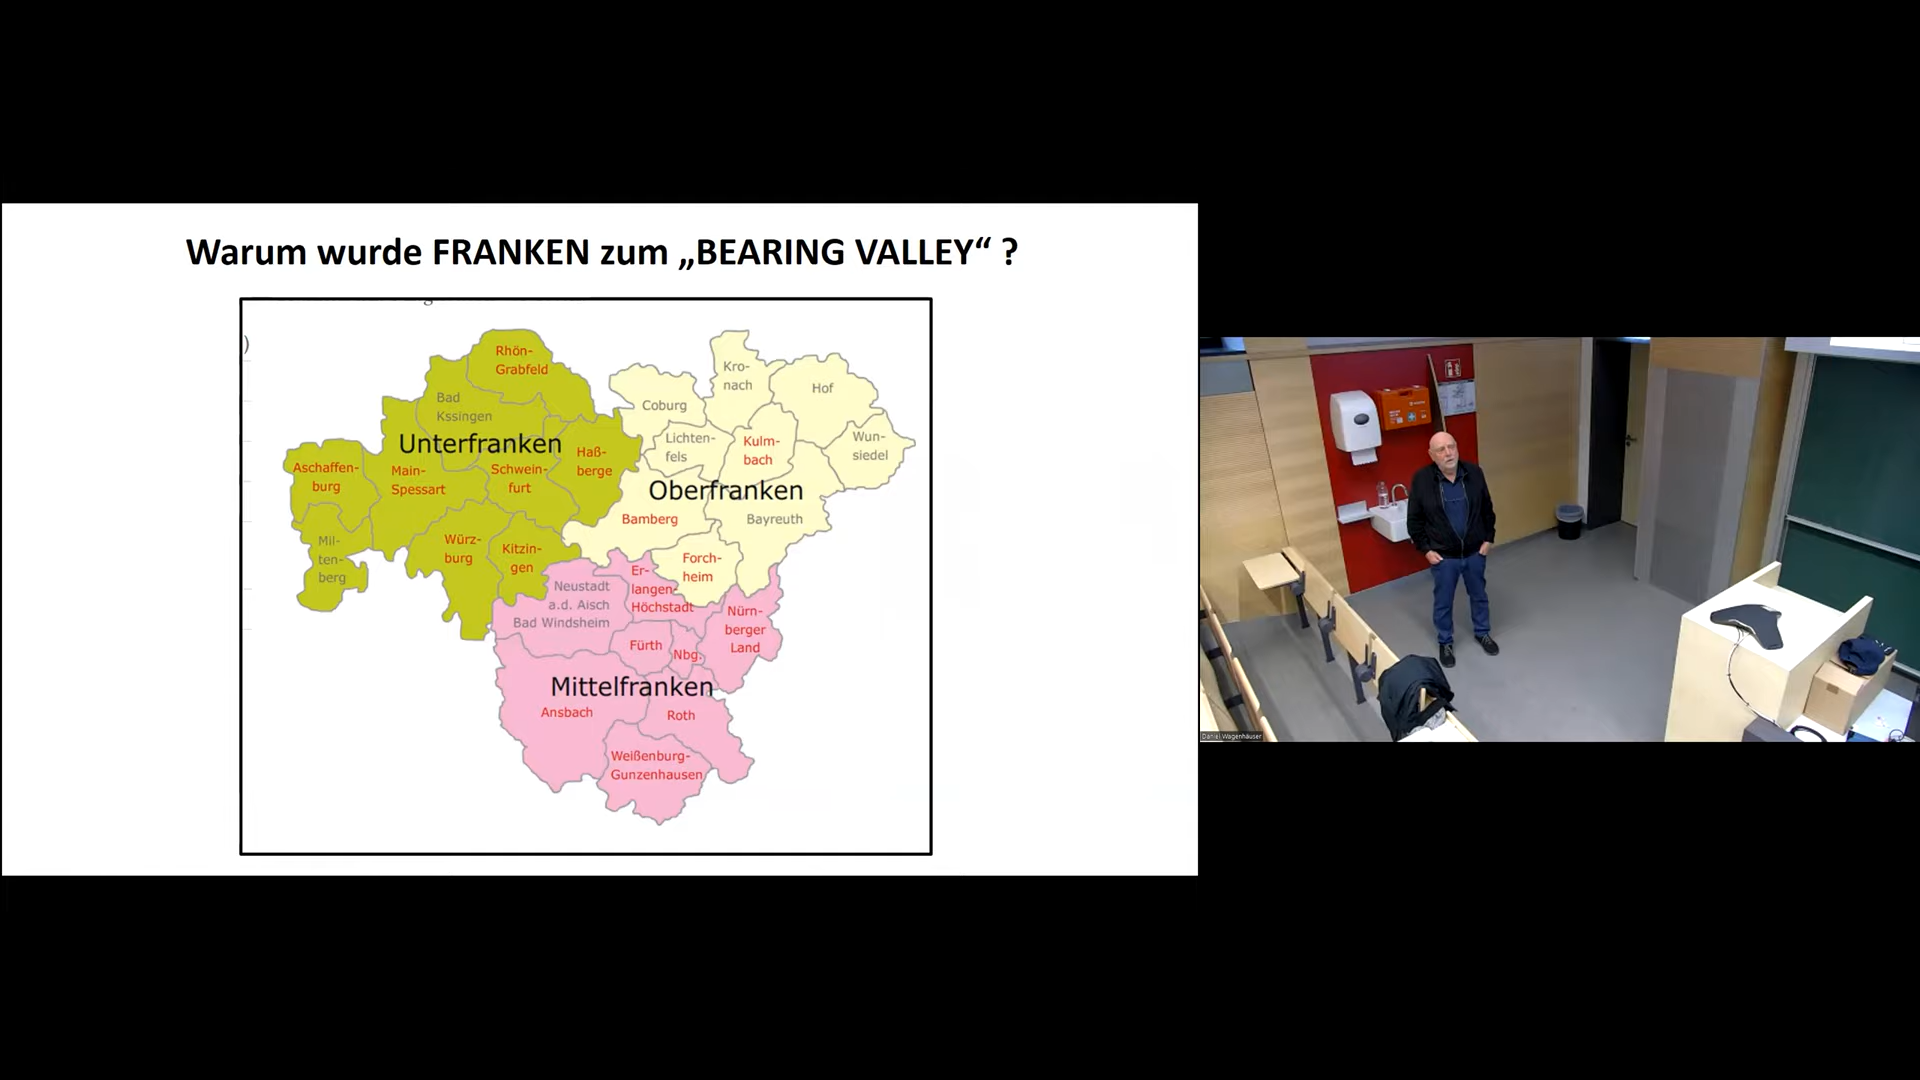 Warum wurde FRANKEN zum „BEARING VALLEY“ ?
)
Rhön-
Grabfeld
Bad
Kssingen
Unterfranken
Haß-
berge
Aschaffen-
burg
Main-
Spessart
Schwein-
furt
Mil-
ten-
berg
Würz-
burg
Kitzin-
gen
Kro-
nach
Hof
Coburg
Lichten-
fels
Kulm-
bach
Wun-
siedel
Oberfranken
Bamberg
Bayreuth
Forch-
heim
Er-
langen-
Höchstadt
Neustadt
a.d. Aisch
Bad Windsheim
Nürn-
berger
Land
Fürth
Nbg.
Mittelfranken
Ansbach
Roth
Weißenburg-
Gunzenhausen
Daniel Wagenhäuser